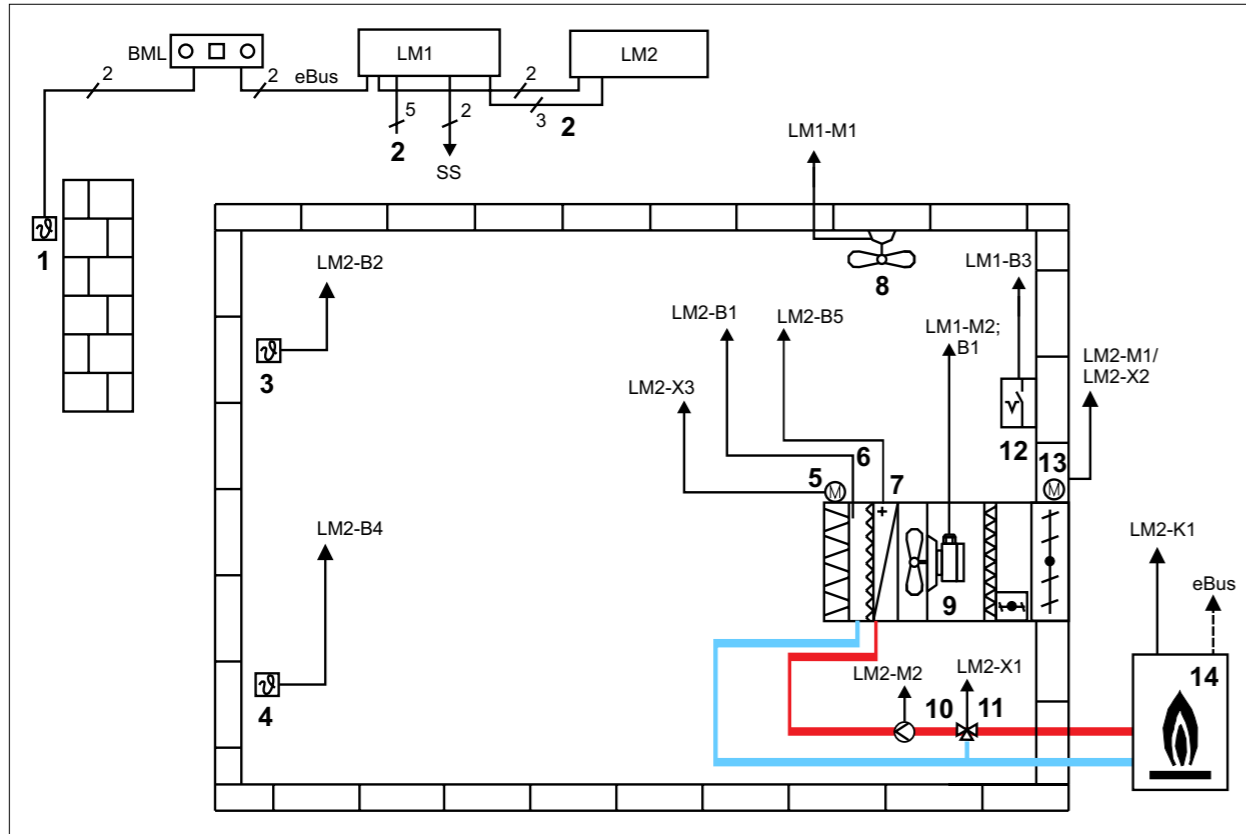 BML
LM1
LM2
2
2
eBus
2
5
2
3
2
2
SS
LM1-M1
1
LM2-B2
8
LM1-B3
LM2-B1
LM2-B5
LM1-M2;
B1
LM2-M1/
LM2-X2
3
LM2-X3
12
13
6
5
7
M
M
+
LM2-B4
9
LM2-K1
eBus
LM2-M2
LM2-X1
14
4
10
11
ϑ
ϑ
ϑ